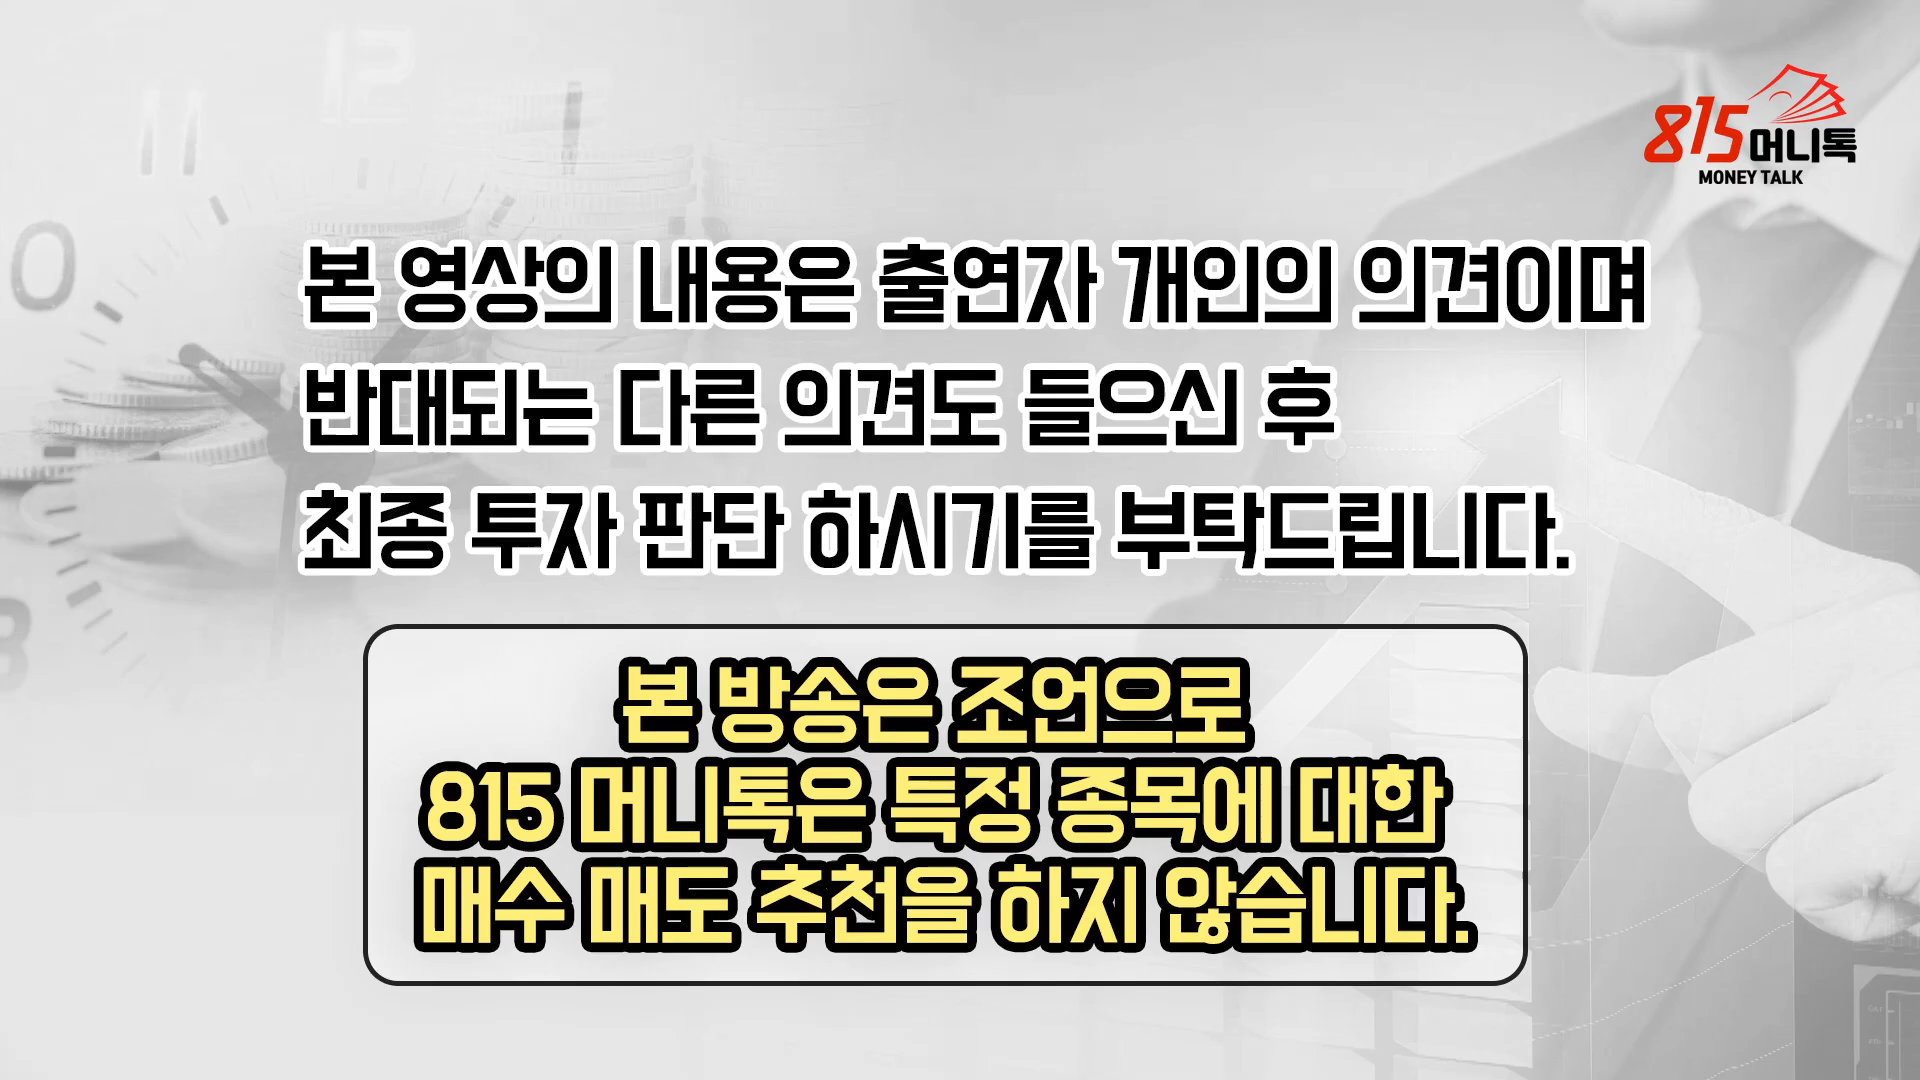 815머니톡
MONEY TALK
본 영상의 내용은 출연자 개인의 의견이며
반대되는 다른 의견도 들으신 후
최종 투자 판단 하시기를 부탁드립니다.
본 방송은 조언으로
815 머니톡은 특정 종목에 대한
매수 매도 추천을 하지 않습니다.
12
11
10
8